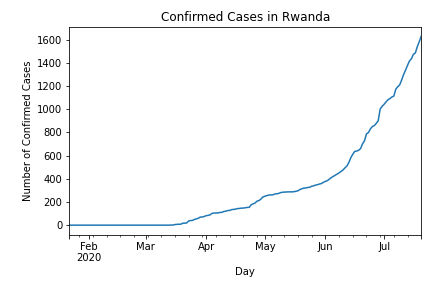 Confirmed Cases in Rwanda
Number of Confirmed Cases
1600
1400
1200
1000
800
600
400
200
0
Feb Mar Apr May Jun Jul
2020
Day